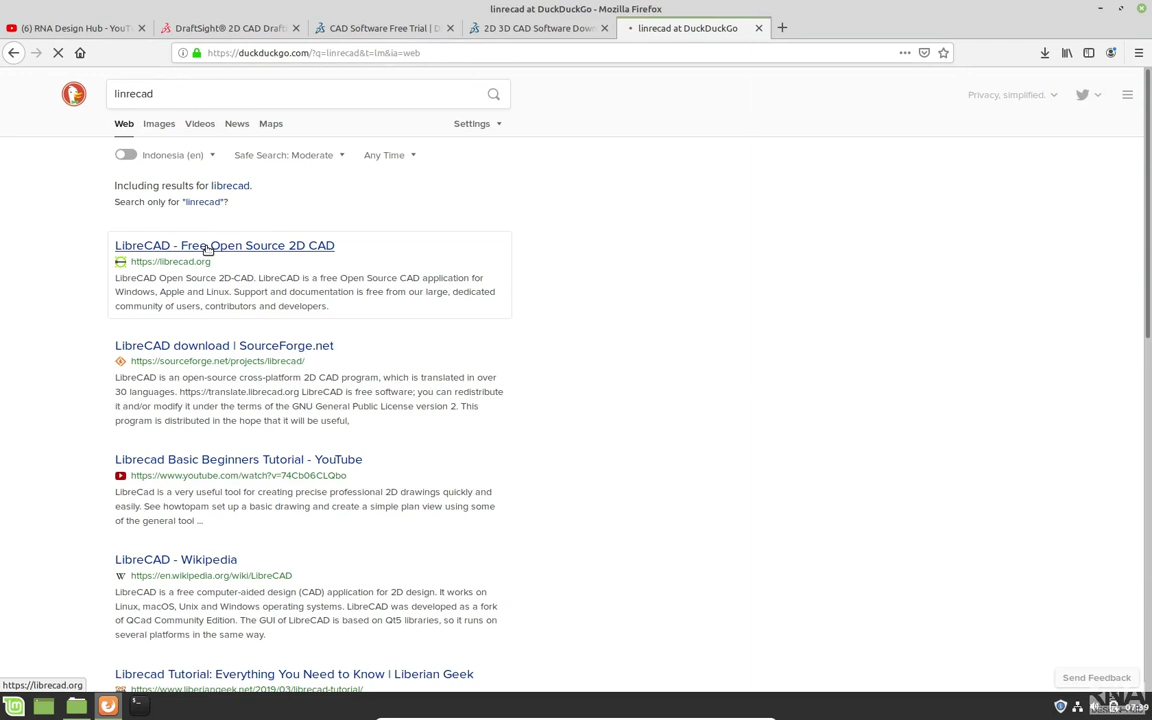 linrecad at DuckDuckGo - Mozilla Firefox
(6) RNA Design Hub - YouT
DraftSight® 2D CAD Draft
CAD Software Free Trial | D
2D 3D CAD Software Down
linrecad at DuckDuckGo
https://duckduckgo.com/?q=linrecad&t=lm&ia=web
linrecad
Privacy, simplified.
Web Images Videos News Maps Settings
Indonesia (en) Safe Search: Moderate Any Time
Including results for librecad.
Search only for "linrecad"?
LibreCAD - Free Open Source 2D CAD
https://librecad.org
LibreCAD Open Source 2D-CAD. LibreCAD is a free Open Source CAD application for
Windows, Apple and Linux. Support and documentation is free from our large, dedicated
community of users, contributors and developers.
LibreCAD download | SourceForge.net
https://sourceforge.net/projects/librecad/
LibreCAD is an open-source cross-platform 2D CAD program, which is translated in over
30 languages. https://translate.librecad.org LibreCAD is free software; you can redistribute
it and/or modify it under the terms of the GNU General Public License version 2. This
program is distributed in the hope that it will be useful,
Librecad Basic Beginners Tutorial - YouTube
https://www.youtube.com/watch?v=74Cb06CLQbo
LibreCad is a very useful tool for creating precise professional 2D drawings quickly and
easily. See howtopam set up a basic drawing and create a simple plan view using some
of the general tool ...
LibreCAD - Wikipedia
https://en.wikipedia.org/wiki/LibreCAD
LibreCAD is a free computer-aided design (CAD) application for 2D design. It works on
Linux, macOS, Unix and Windows operating systems. LibreCAD was developed as a fork
of QCad Community Edition. The GUI of LibreCAD is based on Qt5 libraries, so it runs on
several platforms in the same way.
Librecad Tutorial: Everything You Need to Know | Liberian Geek
https://www.liberiangeek.net/2019/03/librecad-tutorial/
Send Feedback
https://librecad.org
RNA
07:39